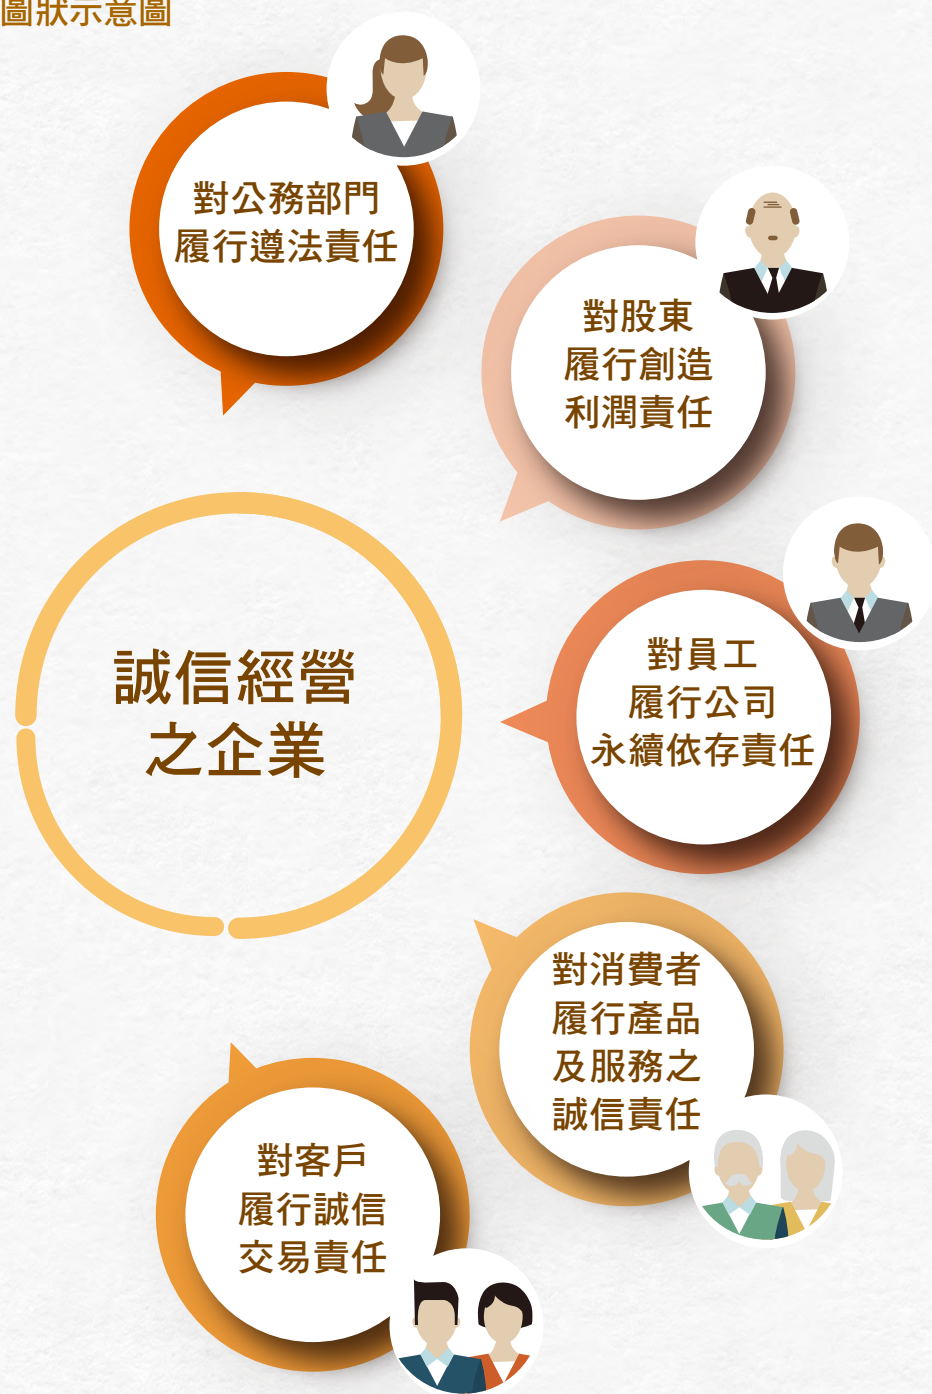 圖狀示意圖
對公務部門
履行遵法責任
對股東
履行創造
利潤責任
對員工
履行公司
永續依存責任
誠信經營
之企業
對消費者
履行產品
及服務之
誠信責任
對客戶
履行誠信
交易責任